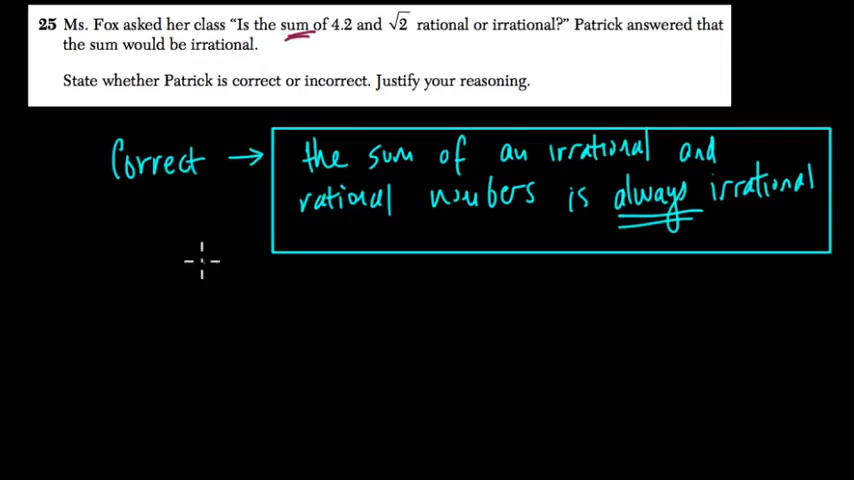 25 Ms. Fox asked her class “Is the sum of 4.2 and √2 rational or irrational?” Patrick answered that
the sum would be irrational.
State whether Patrick is correct or incorrect. Justify your reasoning.
Correct → the sum of an irrational and
rational numbers is always irrational